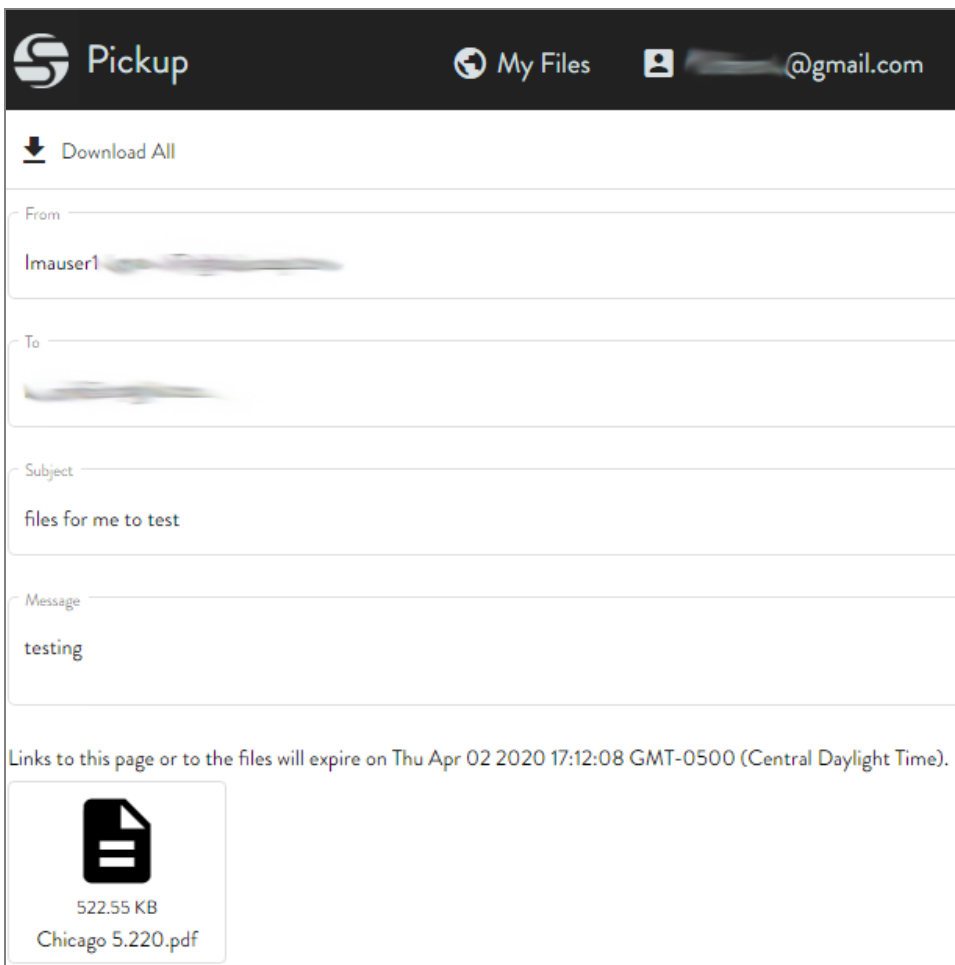 Pickup
My Files
@gmail.com
Download All
From
lmauser1
To
Subject
files for me to test
Message
testing
Links to this page or to the files will expire on Thu Apr 02 2020 17:12:08 GMT-0500 (Central Daylight Time).
522.55 KB
Chicago 5.220.pdf